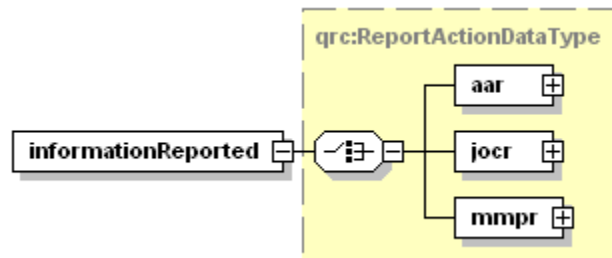 qrc:ReportActionDataType
aar
informationReported
jocr
mmpr